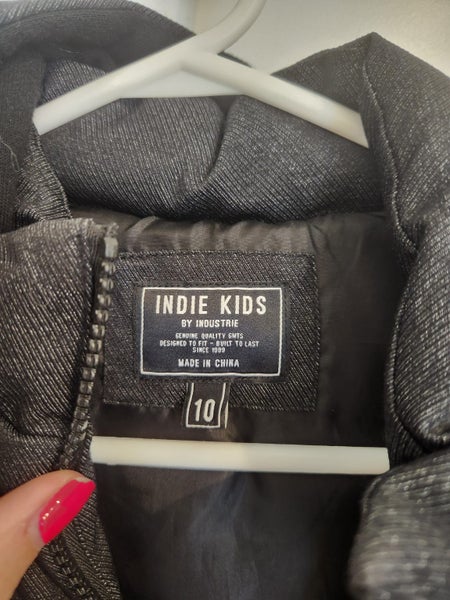 INDIE KIDS
BY INDUSTRIE
GENUINE QUALITY GMTS
DESIGNED TO FIT - BUILT TO LAST
SINCE 1999
MADE IN CHINA
10